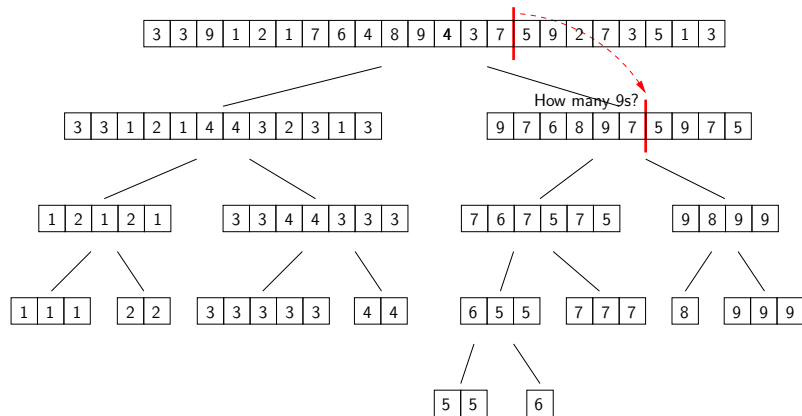 3 3 9 1 2 1 7 6 4 8 9 4 3 7 5 9 2 7 3 5 1 3
How many 9s?
3 3 1 2 1 4 4 3 2 3 1 3 9 7 6 8 9 7 5 9 7 5
1 2 1 2 1 3 3 4 4 3 3 3 7 6 7 5 7 5 9 8 9 9
1 1 1 2 2 3 3 3 3 3 4 4 6 5 5 7 7 7 8 9 9 9
5 5 6